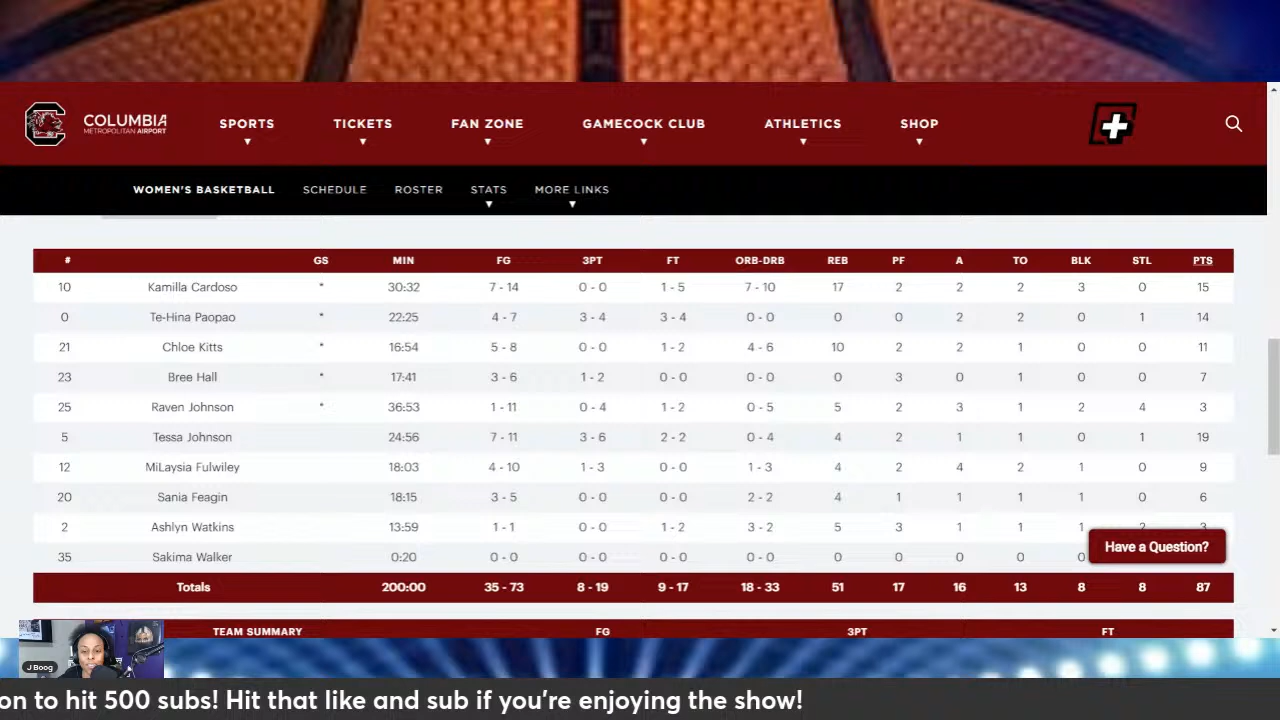 COLUMBIA
METROPOLITAN AIRPORT
SPORTS TICKETS FAN ZONE GAMECOCK CLUB ATHLETICS SHOP
WOMEN'S BASKETBALL SCHEDULE ROSTER STATS MORE LINKS
# GS MIN FG 3PT FT ORB-DRB REB PF A TO BLK STL PTS
10 Kamilla Cardoso * 30:32 7 - 14 0 - 0 1 - 5 7 - 10 17 2 2 2 3 0 15
0 Te-Hina Paopao * 22:25 4 - 7 3 - 4 3 - 4 0 - 0 0 0 2 2 0 1 14
21 Chloe Kitts * 16:54 5 - 8 0 - 0 1 - 2 4 - 6 10 2 2 1 0 0 11
23 Bree Hall * 17:41 3 - 6 1 - 2 0 - 0 0 - 0 0 3 0 1 0 0 7
25 Raven Johnson * 36:53 1 - 11 0 - 4 1 - 2 0 - 5 5 2 3 1 2 4 3
5 Tessa Johnson 24:56 7 - 11 3 - 6 2 - 2 0 - 4 4 2 1 1 0 1 19
12 MiLaysia Fulwiley 18:03 4 - 10 1 - 3 0 - 0 1 - 3 4 2 4 2 1 0 9
20 Sania Feagin 18:15 3 - 5 0 - 0 0 - 0 2 - 2 4 1 1 1 1 0 6
2 Ashlyn Watkins 13:59 1 - 1 0 - 0 1 - 2 3 - 2 5 3 1 1 1 2 3
35 Sakima Walker 0:20 0 - 0 0 - 0 0 - 0 0 - 0 0 0 0 0 0
Have a Question?
Totals 200:00 35 - 73 8 - 19 9 - 17 18 - 33 51 17 16 13 8 8 87
TEAM SUMMARY FG 3PT FT
J Boog
on to hit 500 subs! Hit that like and sub if you're enjoying the show!